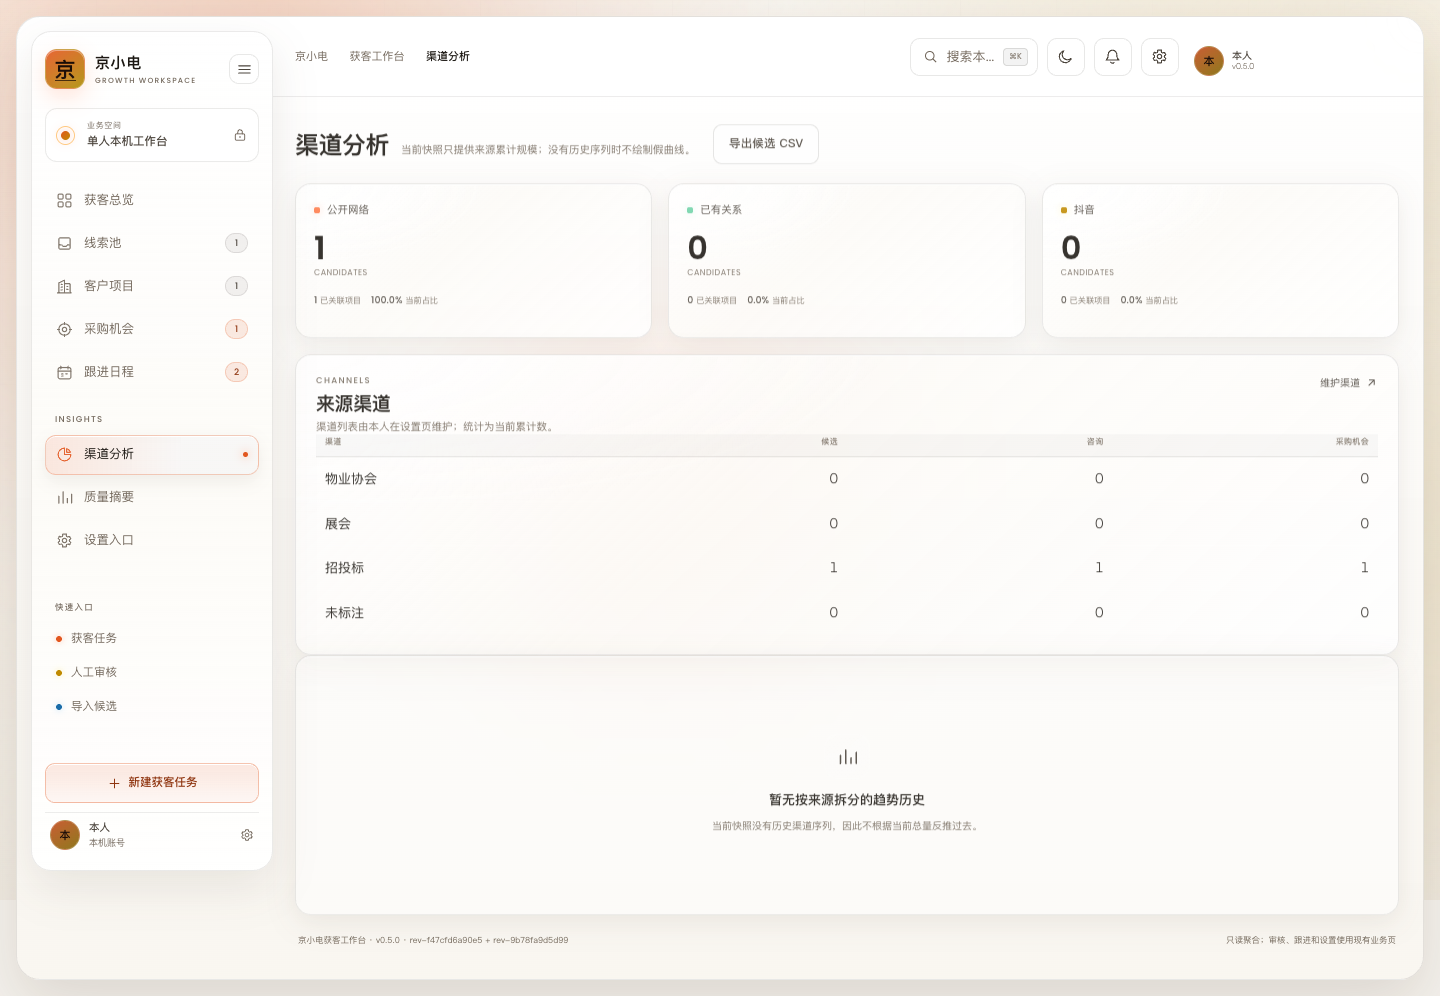 京
京小电
GROWTH WORKSPACE
业务空间
单人本机工作台
获客总览
线索池 1
客户项目 1
采购机会 1
跟进日程 2
INSIGHTS
渠道分析
质量摘要
设置入口
快速入口
获客任务
人工审核
导入候选
新建获客任务
本
本人
本机账号
京小电 获客工作台 渠道分析
搜索本... ⌘K
本
本人
v0.5.0
渠道分析 当前快照只提供来源累计规模；没有历史序列时不绘制假曲线。 导出候选 CSV
公开网络
1
CANDIDATES
1 已关联项目 100.0% 当前占比
已有关系
0
CANDIDATES
0 已关联项目 0.0% 当前占比
抖音
0
CANDIDATES
0 已关联项目 0.0% 当前占比
CHANNELS
来源渠道
渠道列表由本人在设置页维护；统计为当前累计数。
维护渠道
渠道 候选 咨询 采购机会
物业协会 0 0 0
展会 0 0 0
招投标 1 1 1
未标注 0 0 0
暂无按来源拆分的趋势历史
当前快照没有历史渠道序列，因此不根据当前总量反推过去。
京小电获客工作台 · v0.5.0 · rev-f47cfd6a90e5 + rev-9b78fa9d5d99
只读聚合；审核、跟进和设置使用现有业务页